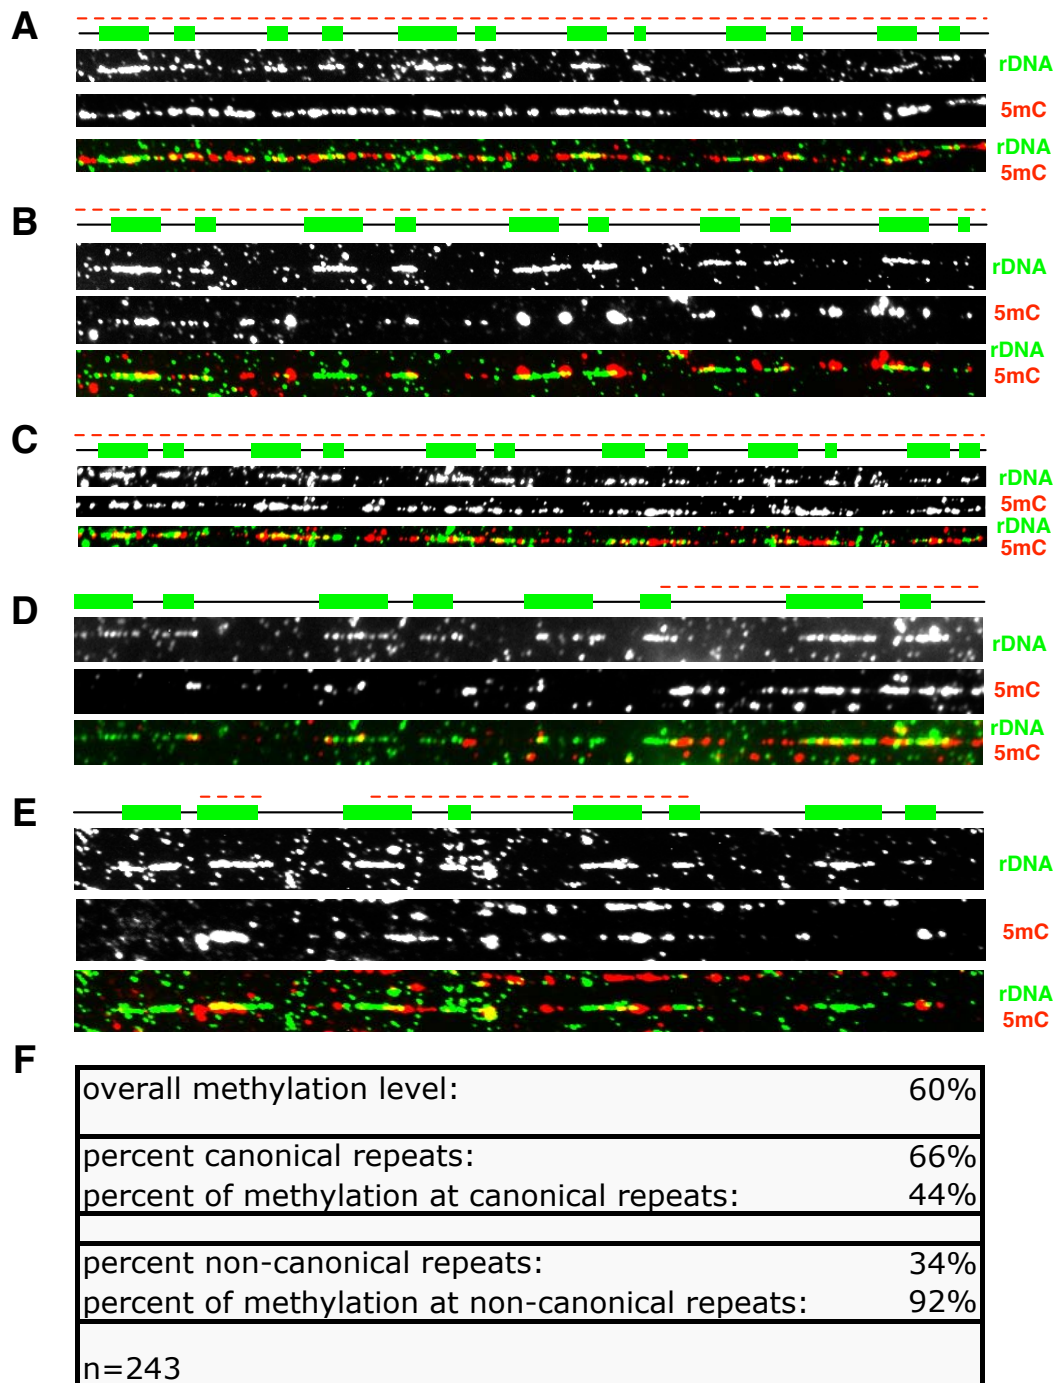 A
rDNA
5mC
rDNA
5mC
B
rDNA
5mC
rDNA
5mC
C
rDNA
5mC
rDNA
5mC
D
rDNA
5mC
rDNA
5mC
E
rDNA
5mC
rDNA
5mC
F
overall methylation level: 60%
percent canonical repeats: 66%
percent of methylation at canonical repeats: 44%
percent non-canonical repeats: 34%
percent of methylation at non-canonical repeats: 92%
n=243